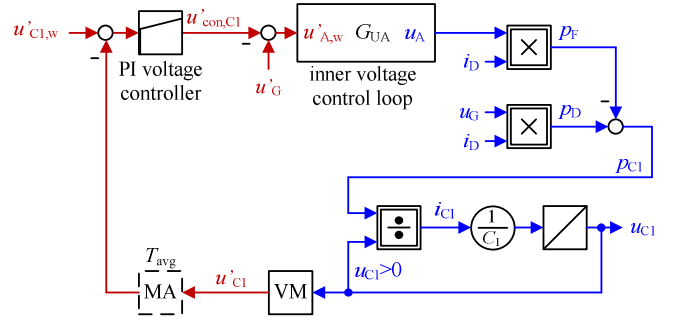 u'C1,w
u'con,C1
u'A,w GUA uA
pF
iD
PI voltage
controller
u'G
inner voltage
control loop
uG
iD
pD
pC1
iC1
1
C1
uC1
uC1>0
Tavg
MA
u'C1
VM